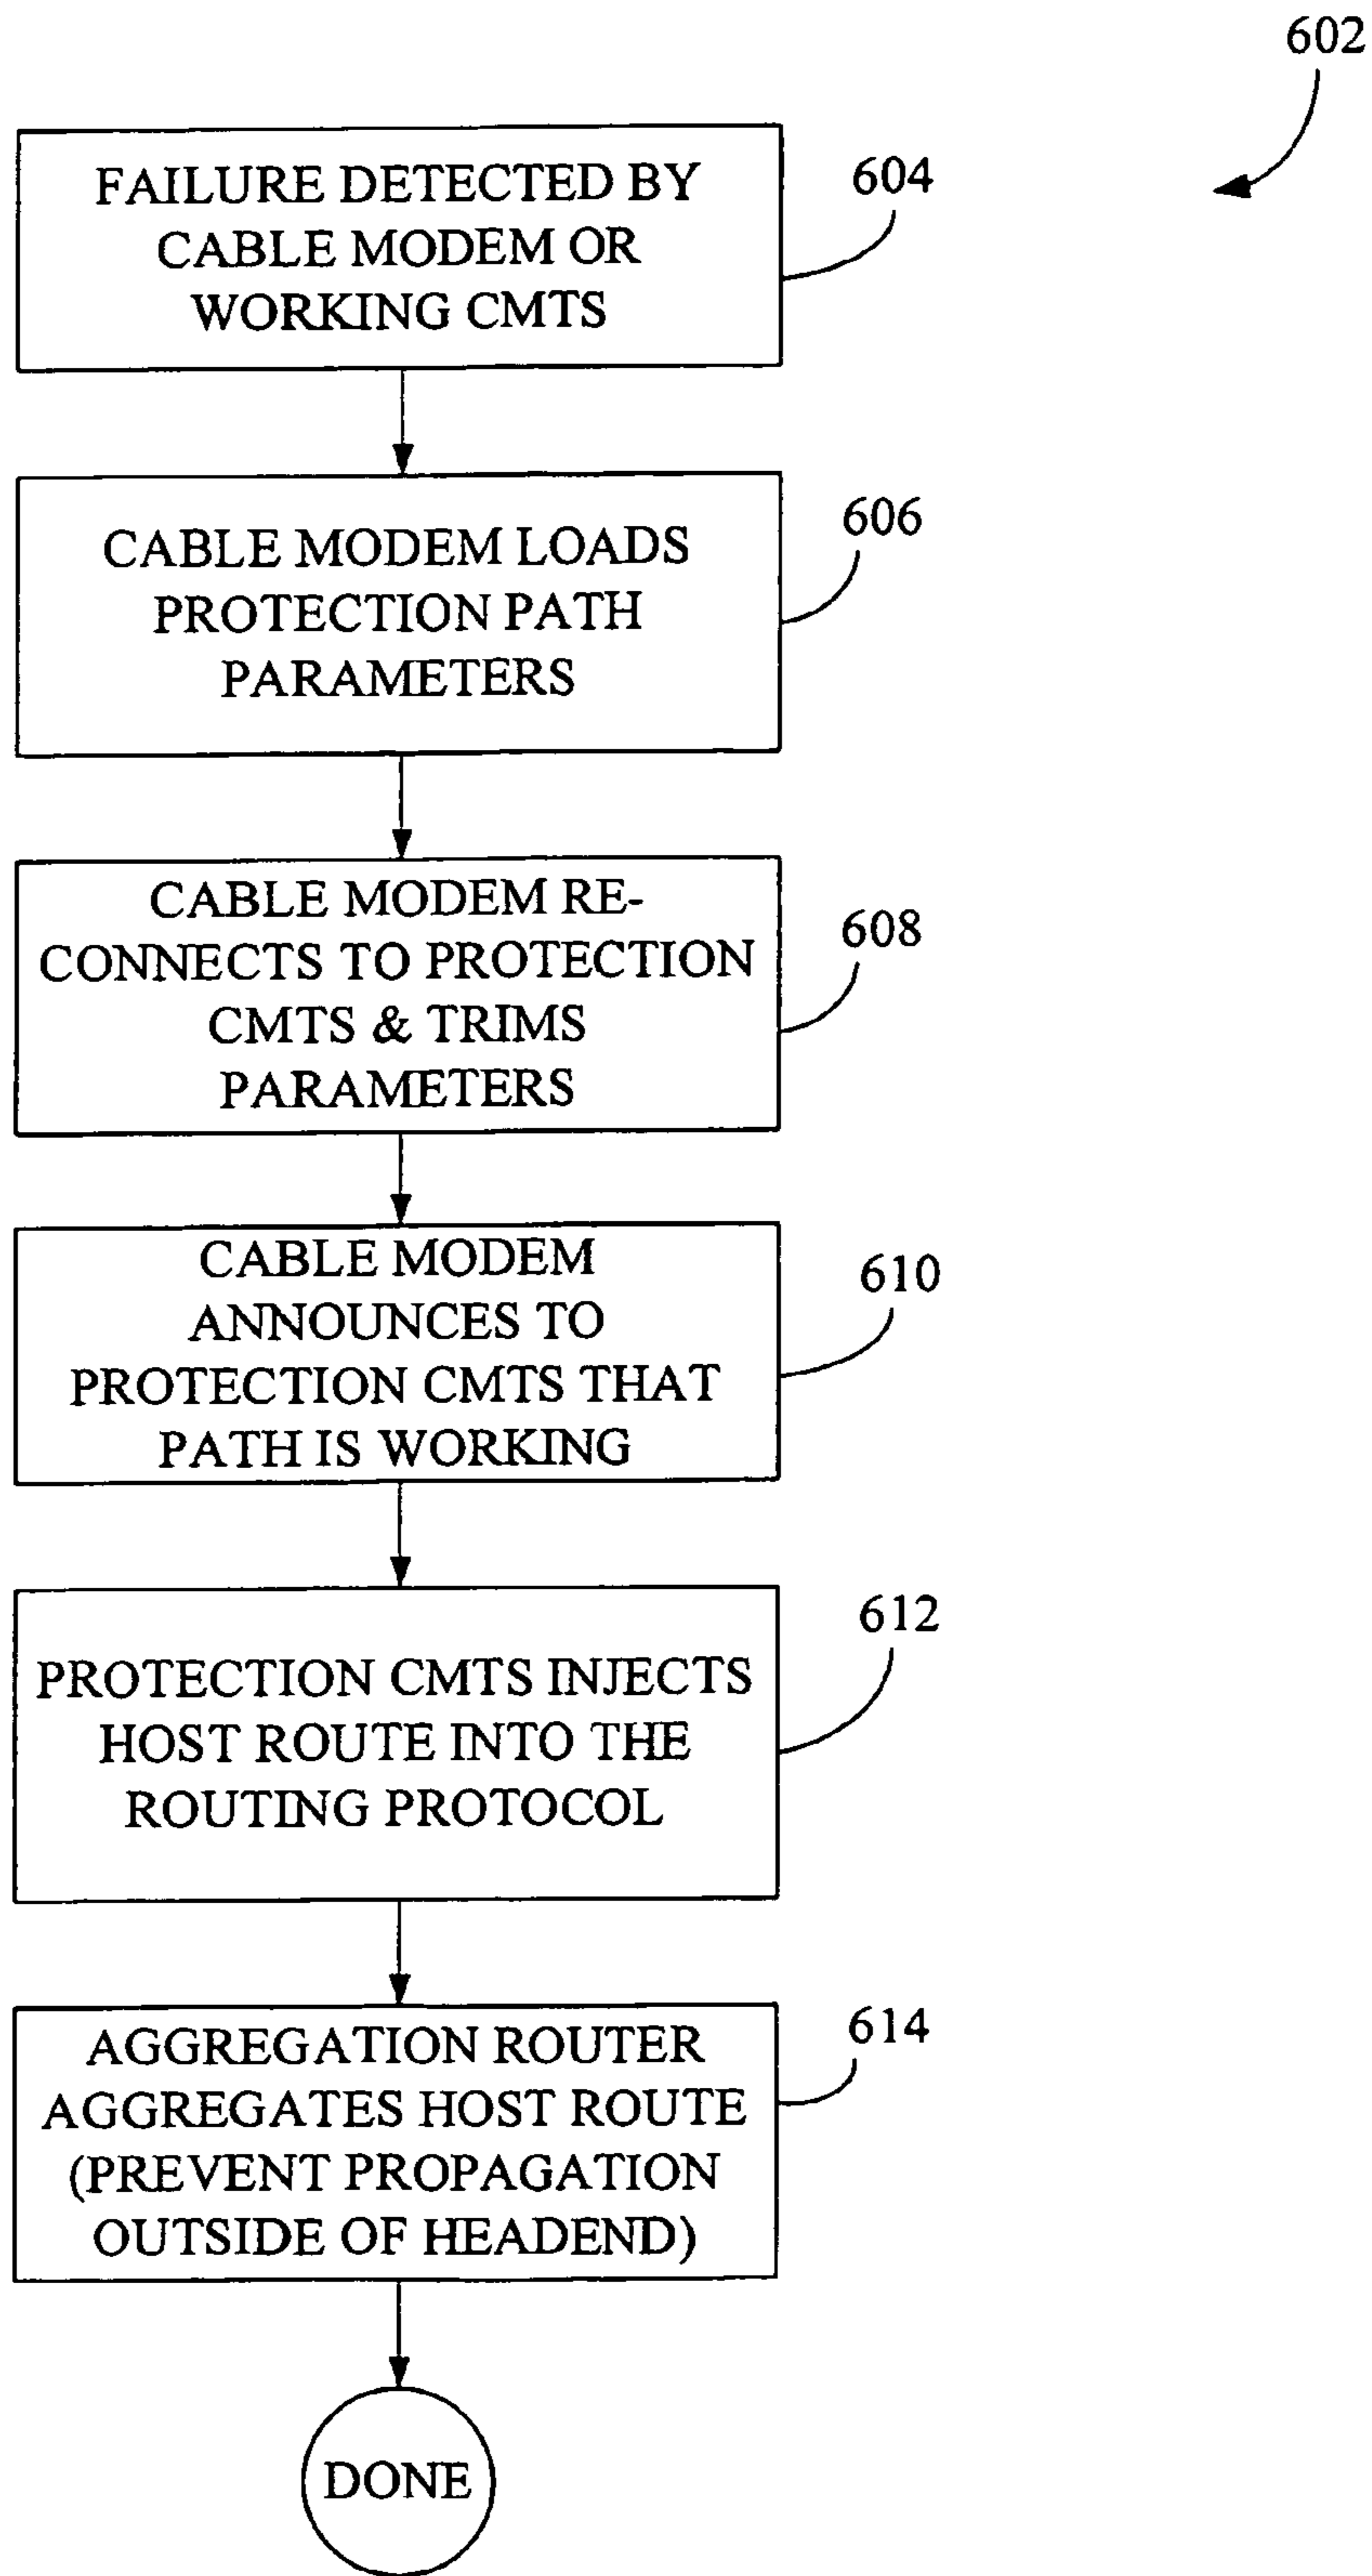 602
FAILURE DETECTED BY
CABLE MODEM OR
WORKING CMTS
604
CABLE MODEM LOADS
PROTECTION PATH
PARAMETERS
606
CABLE MODEM RE-
CONNECTS TO PROTECTION
CMTS & TRIMS
PARAMETERS
608
CABLE MODEM
ANNOUNCES TO
PROTECTION CMTS THAT
PATH IS WORKING
610
PROTECTION CMTS INJECTS
HOST ROUTE INTO THE
ROUTING PROTOCOL
612
AGGREGATION ROUTER
AGGREGATES HOST ROUTE
(PREVENT PROPAGATION
OUTSIDE OF HEADEND)
614
DONE